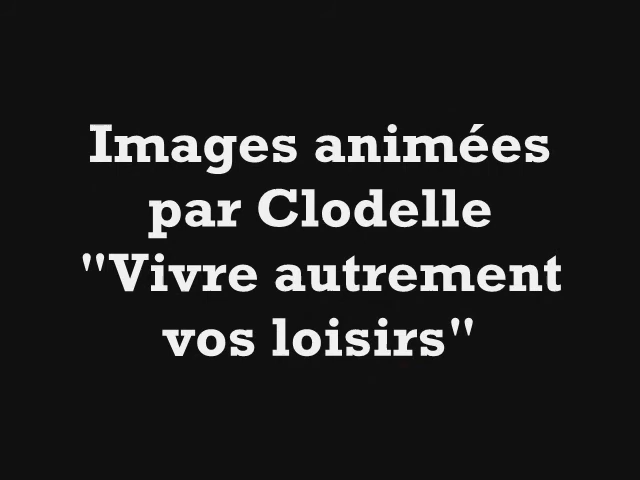 Images animées
par Clodelle
"Vivre autrement
vos loisirs"